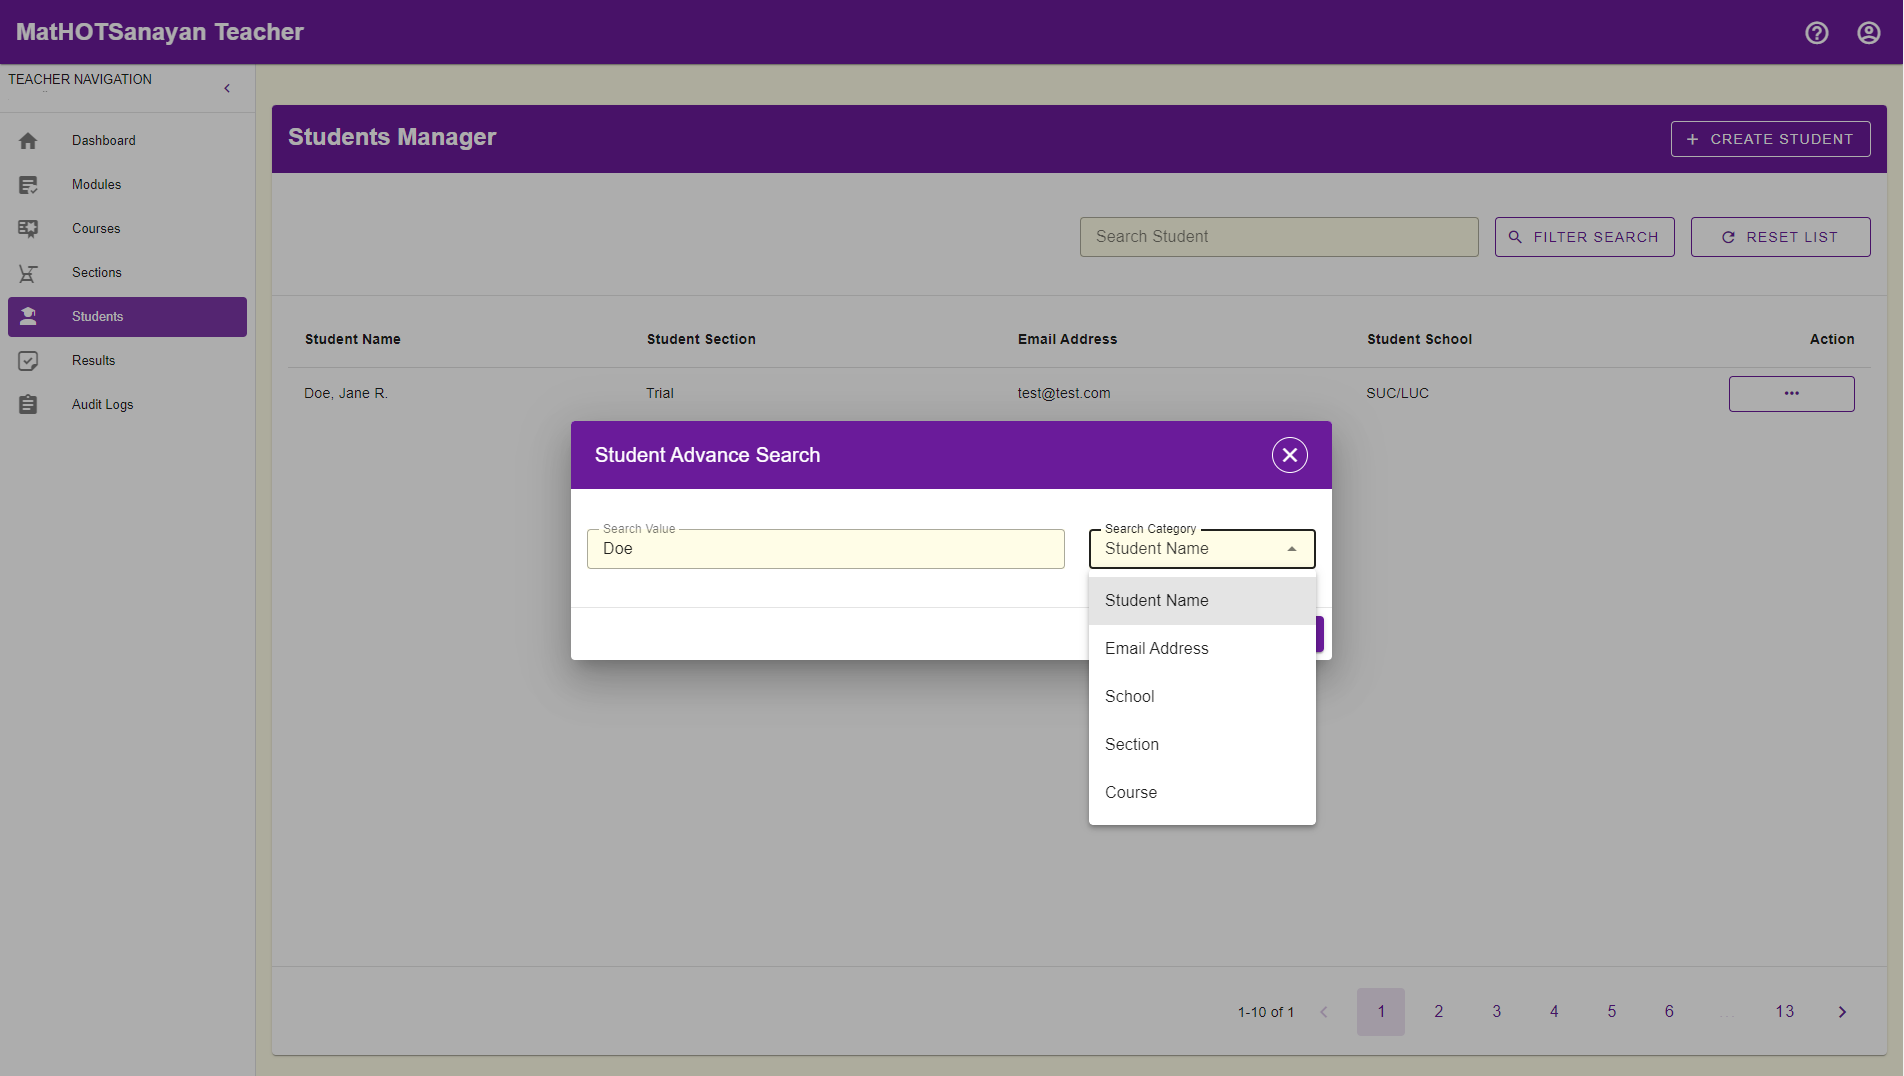 MatHOTSanayan Teacher
TEACHER NAVIGATION
Dashboard
Modules
Courses
Sections
Students
Results
Audit Logs
Students Manager
+ CREATE STUDENT
Search Student
FILTER SEARCH
RESET LIST
Student Name Student Section Email Address Student School Action
Doe, Jane R. Trial test@test.com SUC/LUC ...
Student Advance Search
Search Value
Doe
Search Category
Student Name
Student Name
Email Address
School
Section
Course
1-10 of 1 1 2 3 4 5 6 ... 13